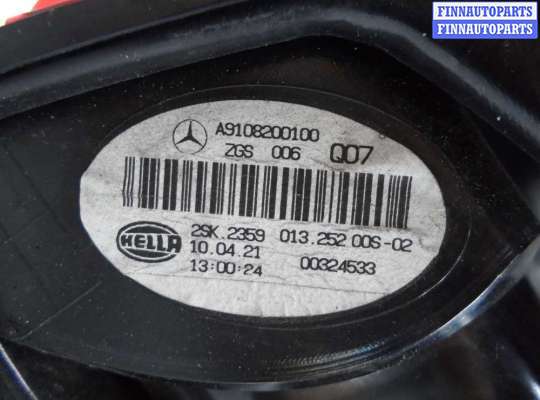 FINNAUTOPARTS
FINNAUTOPARTS
A9108200100
ZGS 006 Q07
2SK.2359 013.252 00S-02
HELLA
10.04.21 00324533
13:00:24